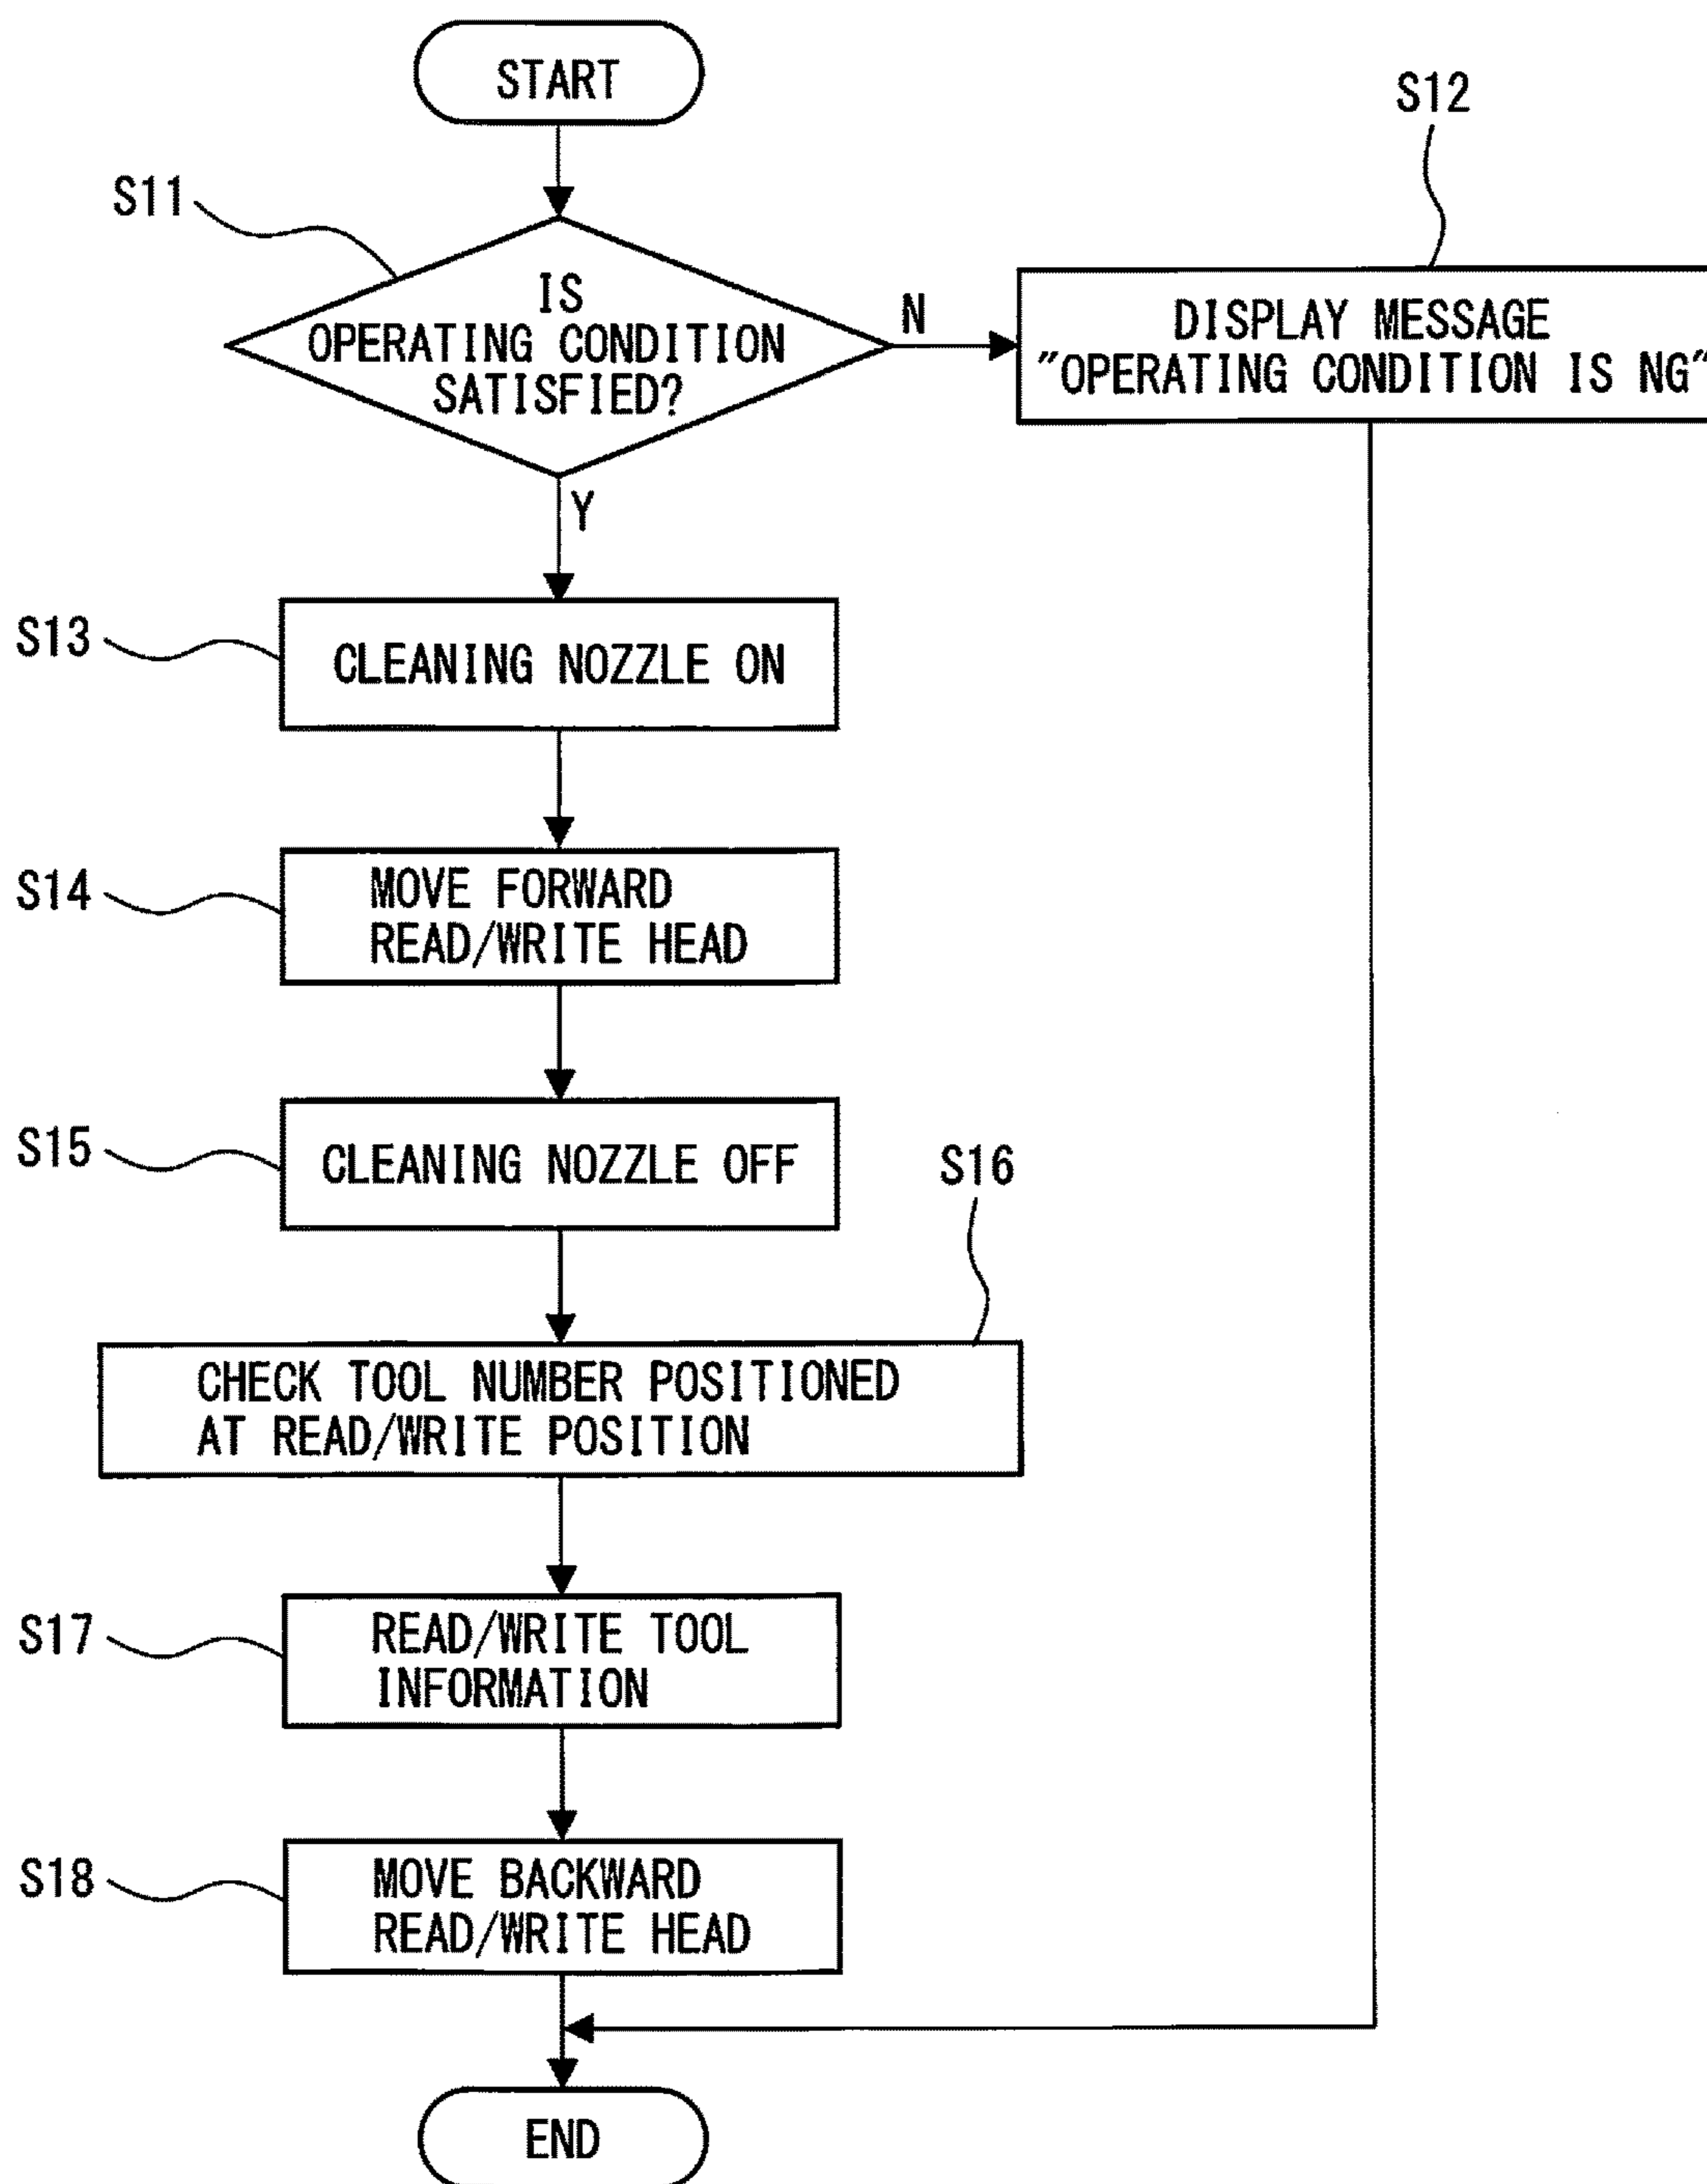 START
S12
S11
IS
OPERATING CONDITION
SATISFIED?
N
DISPLAY MESSAGE
"OPERATING CONDITION IS NG"
Y
S13
CLEANING NOZZLE ON
S14
MOVE FORWARD
READ/WRITE HEAD
S15
CLEANING NOZZLE OFF
S16
CHECK TOOL NUMBER POSITIONED
AT READ/WRITE POSITION
S17
READ/WRITE TOOL
INFORMATION
S18
MOVE BACKWARD
READ/WRITE HEAD
END